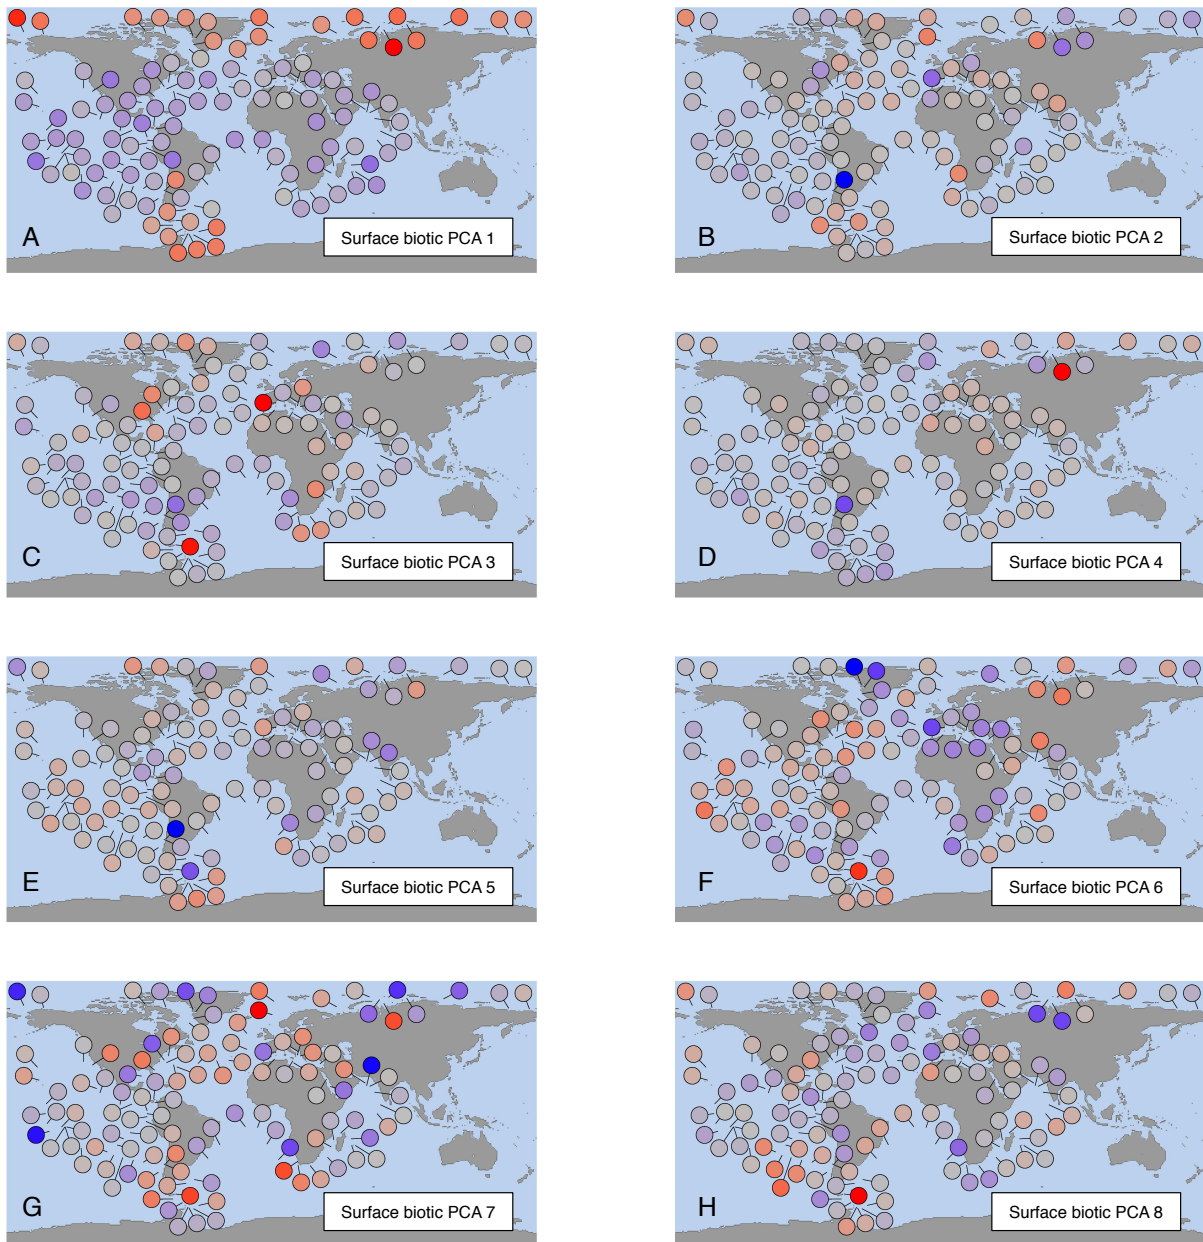 A
Surface biotic PCA 1
B
Surface biotic PCA 2
C
Surface biotic PCA 3
D
Surface biotic PCA 4
E
Surface biotic PCA 5
F
Surface biotic PCA 6
G
Surface biotic PCA 7
H
Surface biotic PCA 8